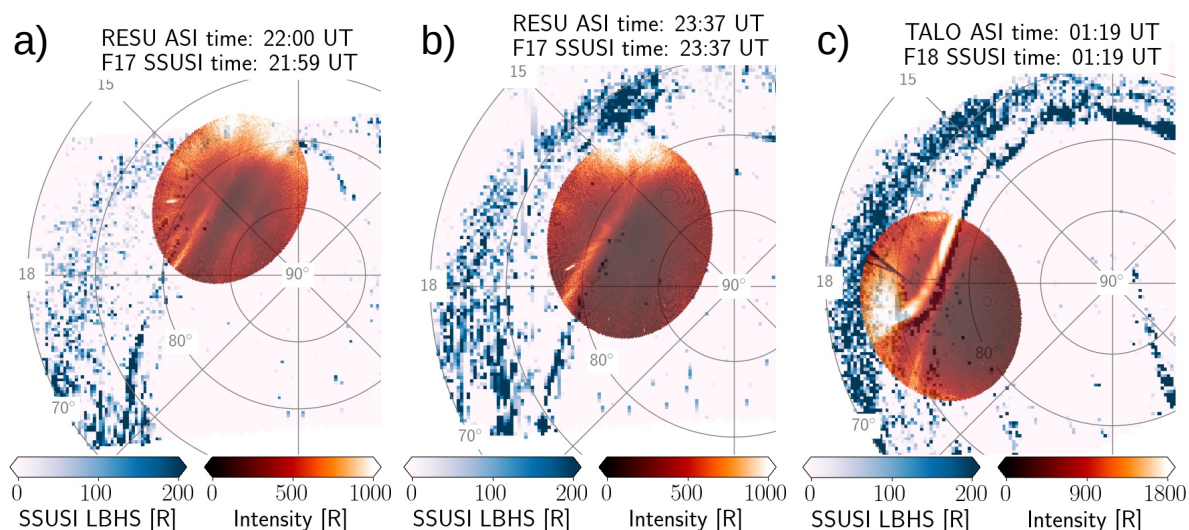 a)
RESU ASI time: 22:00 UT
F17 SSUSI time: 21:59 UT
15
18
90°
80°
70°
0 100 200
SSUSI LBHS [R]
0 500 1000
Intensity [R]
b)
RESU ASI time: 23:37 UT
F17 SSUSI time: 23:37 UT
15
18
90°
80°
70°
0 100 200
SSUSI LBHS [R]
0 500 1000
Intensity [R]
c)
TALO ASI time: 01:19 UT
F18 SSUSI time: 01:19 UT
15
18
90°
80°
70°
0 100 200
SSUSI LBHS [R]
0 900 1800
Intensity [R]